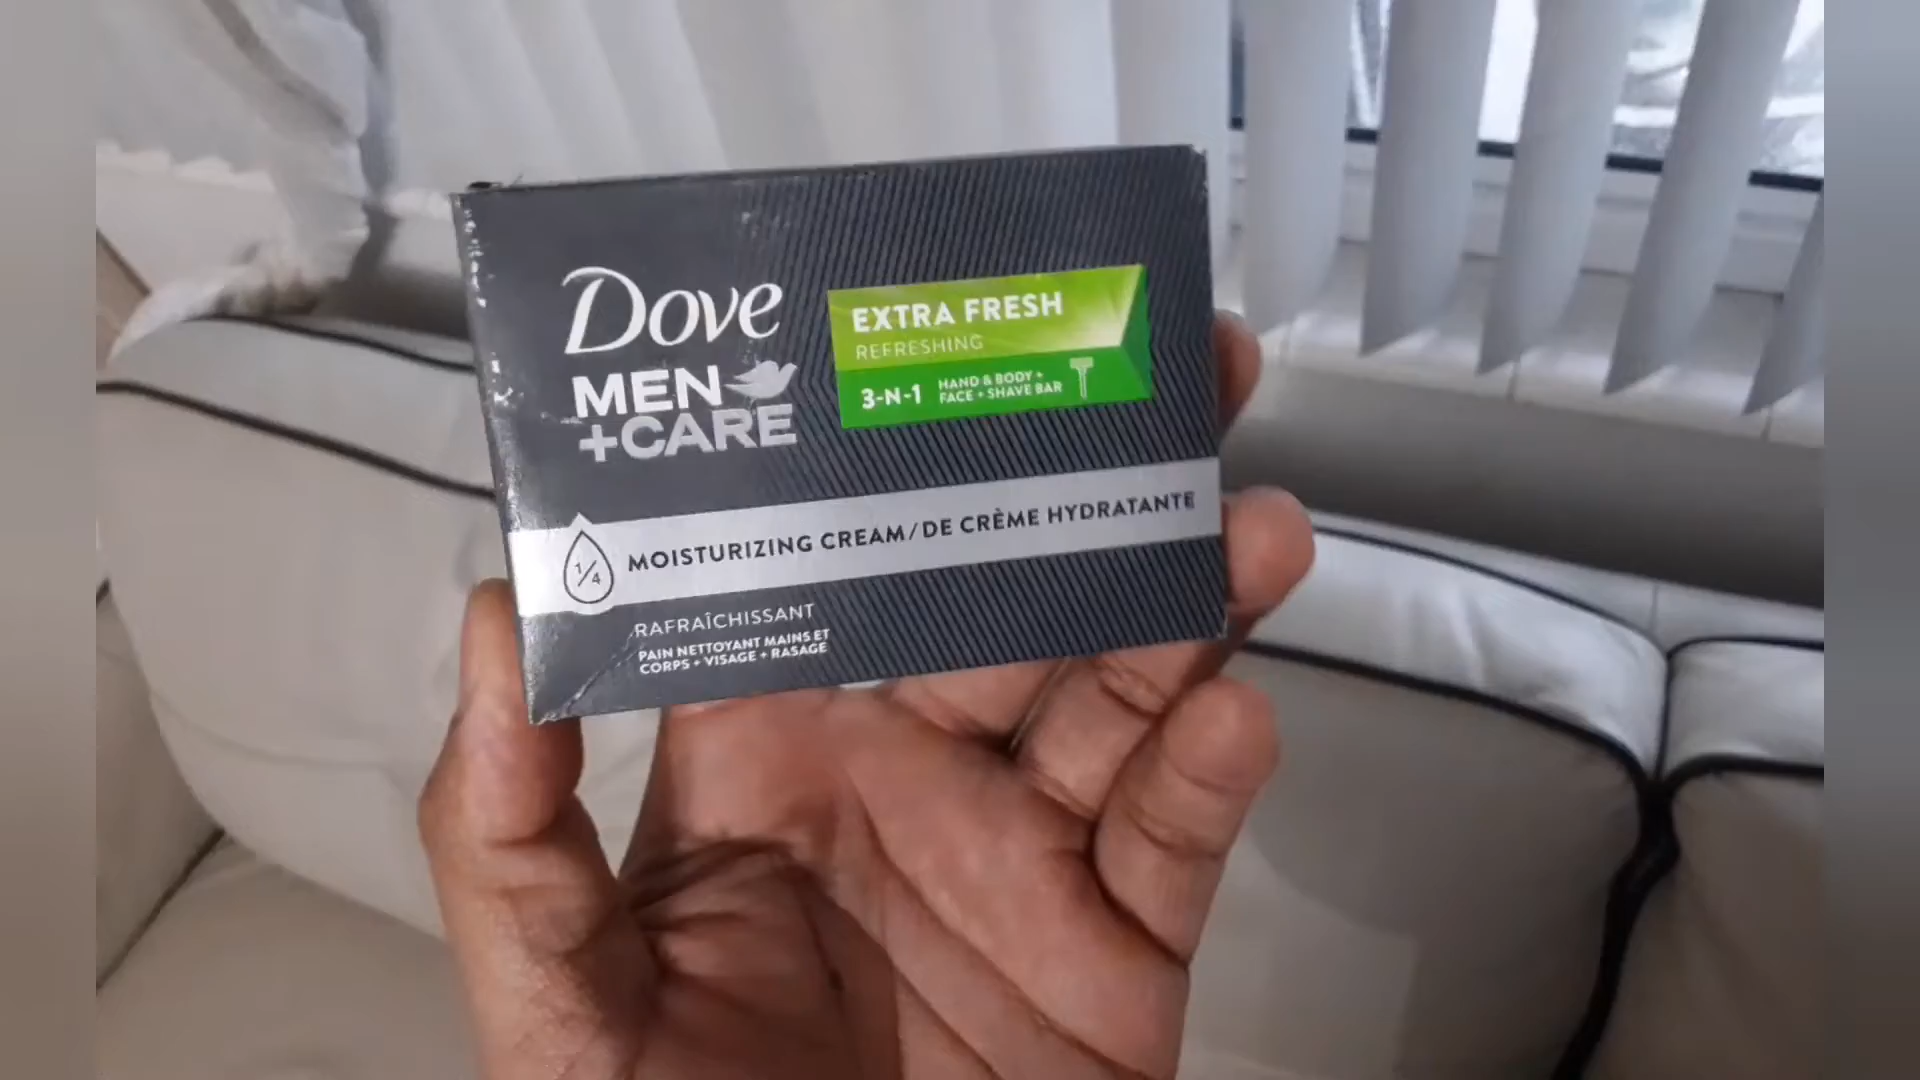 Dove
MEN
+CARE
EXTRA FRESH
REFRESHING
3-N-1
HAND & BODY +
FACE + SHAVE BAR
1/4
MOISTURIZING CREAM/DE CRÈME HYDRATANTE
RAFRAÎCHISSANT
PAIN NETTOYANT MAINS ET
CORPS + VISAGE + RASAGE